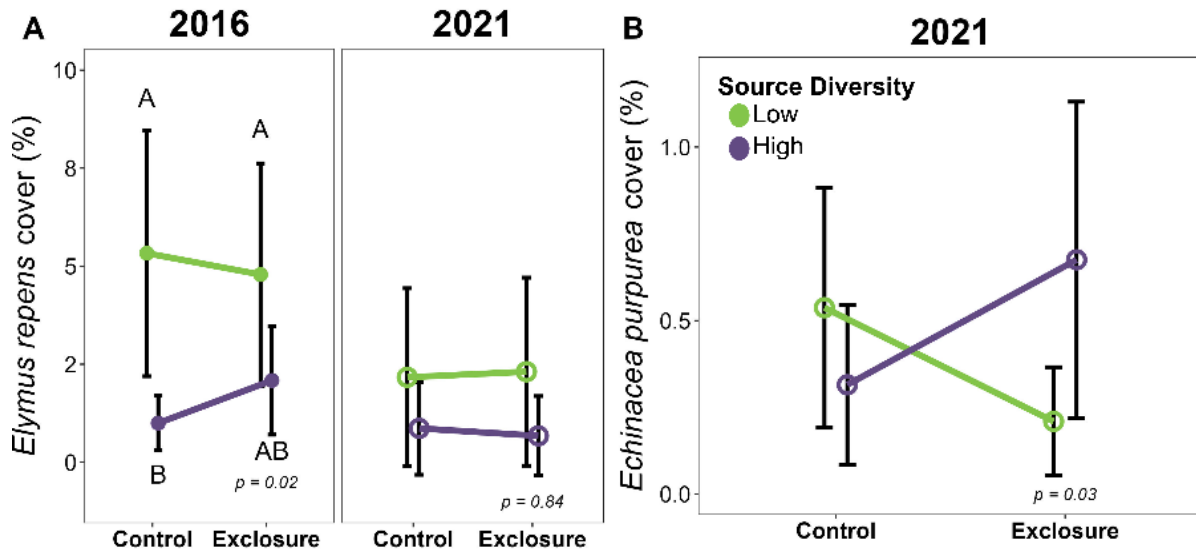 A
2016
2021
Elymus repens cover (%)
10
8
5
2
0
A
A
B
AB
p = 0.02
p = 0.84
Control
Exclosure
Control
Exclosure
B
2021
Source Diversity
Low
High
Echinacea purpurea cover (%)
1.0
0.5
0.0
p = 0.03
Control
Exclosure